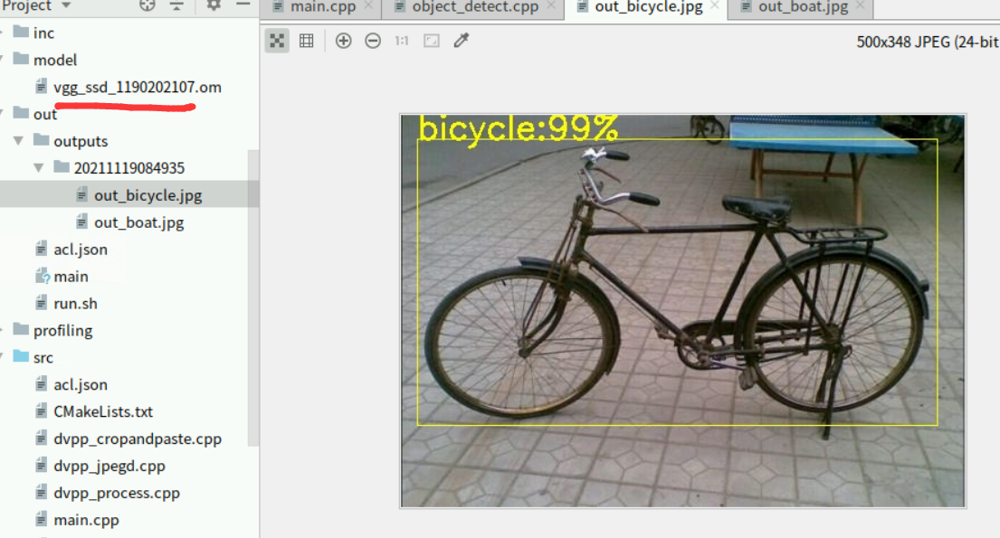 Project
main.cpp
object_detect.cpp
out_bicycle.jpg
out_boat.jpg
inc
model
vgg_ssd_1190202107.om
out
outputs
20211119084935
out_bicycle.jpg
out_boat.jpg
acl.json
main
run.sh
profiling
src
acl.json
CMakeLists.txt
dvpp_cropandpaste.cpp
dvpp_jpegd.cpp
dvpp_process.cpp
main.cpp
1:1
500x348 JPEG (24-bit
bicycle:99%